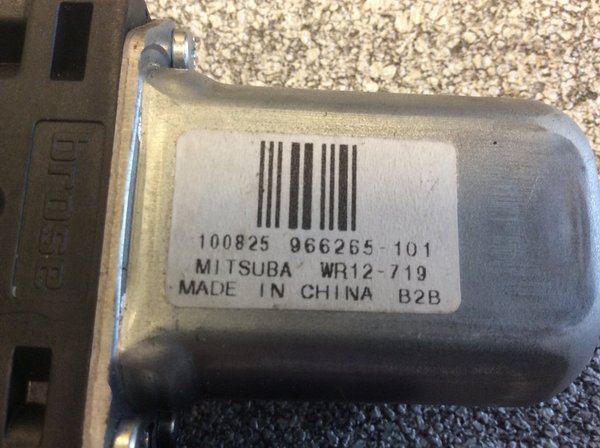 brose
100825 966265-101
MITSUBA WR12-719
MADE IN CHINA B2B